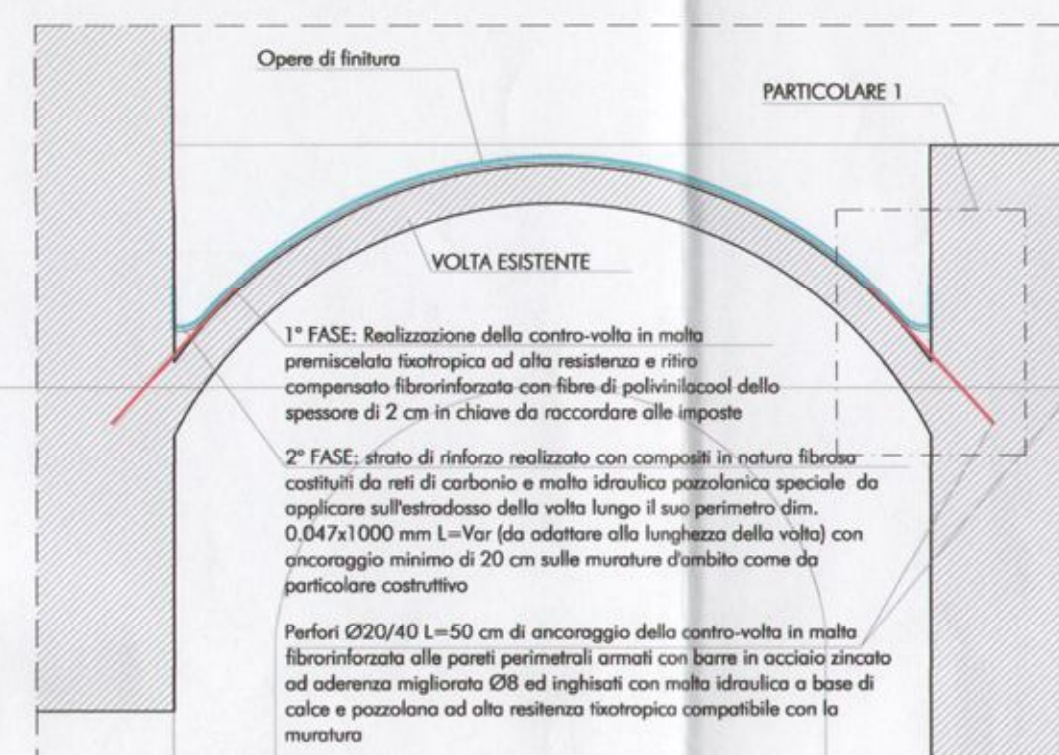 Opere di finitura
PARTICOLARE 1
VOLTA ESISTENTE
1° FASE: Realizzazione della contro-volta in malta
premiscelata tixotropica ad alta resistenza e ritiro
compensato fibrorinforzata con fibre di polivinilacool dello
spessore di 2 cm in chiave da raccordare alle imposte
2° FASE: strato di rinforzo realizzato con compositi in natura fibrosa
costituiti da reti di carbonio e malta idraulica pozzolanica speciale da
applicare sull'estradosso della volta lungo il suo perimetro dim.
0.047x1000 mm L=Var (da adattare alla lunghezza della volta) con
ancoraggio minimo di 20 cm sulle murature d'ambito come da
particolare costruttivo
Perfori Ø20/40 L=50 cm di ancoraggio della contro-volta in malta
fibrorinforzata alle pareti perimetrali armati con barre in acciaio zincato
ad aderenza migliorata Ø8 ed inghisati con malta idraulica a base di
calce e pozzolana ad alta resitenza tixotropica compatibile con la
muratura